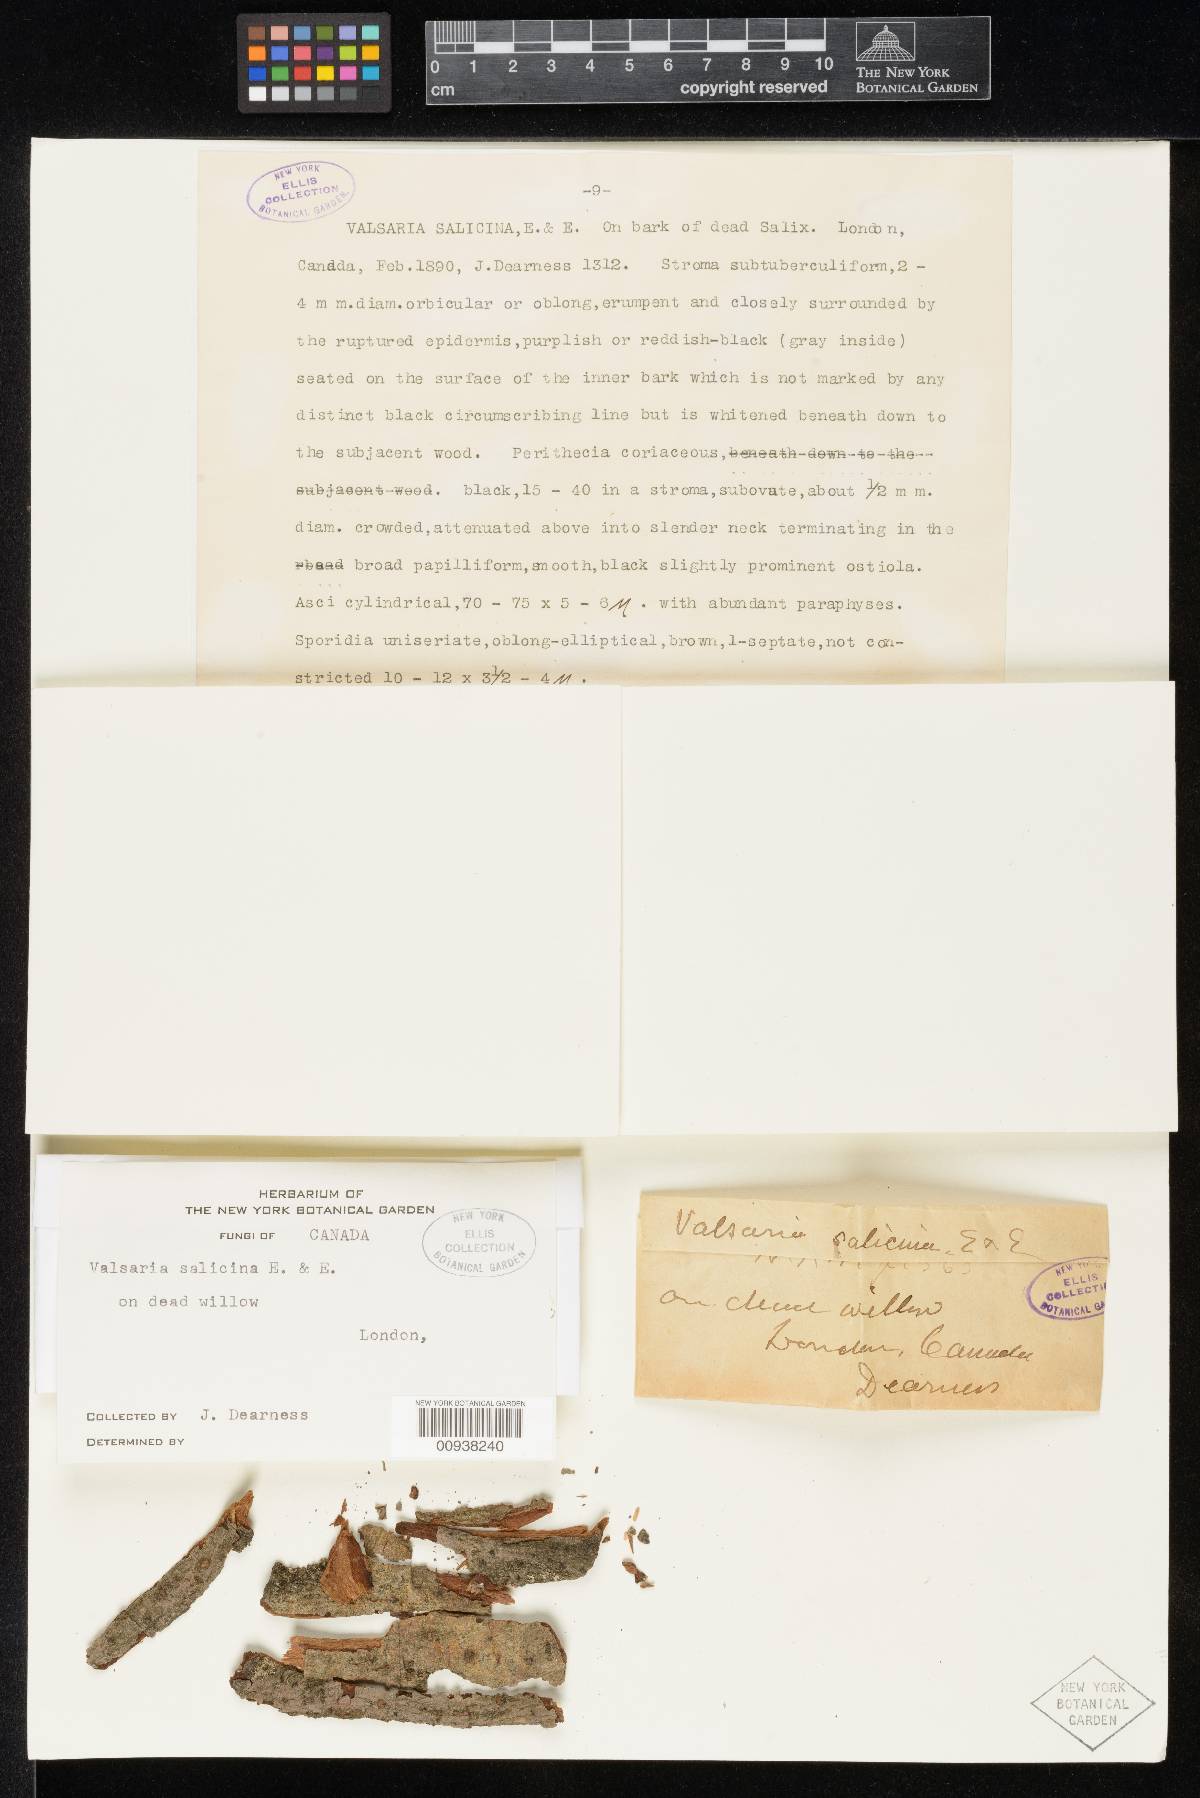 0 1 2 3 4 5 6 7 8 9 10
cm
copyright reserved
THE NEW YORK
BOTANICAL GARDEN
NEW YORK
ELLIS
COLLECTION
BOTANICAL GARDEN.
-9-
VALSARIA SALICINA,E.& E. On bark of dead Salix. London,
Canada, Feb.1890, J.Dearness 1312. Stroma subtuberculiform,2 -
4 m m.diam.orbicular or oblong,erumpent and closely surrounded by
the ruptured epidermis,purplish or reddish-black (gray inside)
seated on the surface of the inner bark which is not marked by any
distinct black circumscribing line but is whitened beneath down to
the subjacent wood. Perithecia coriaceous,beneath-down-to-the--
subjacent-wood. black,15 - 40 in a stroma,subovate,about 1/2 m m.
diam. crowded,attenuated above into slender neck terminating in the
rbaad broad papilliform,smooth,black slightly prominent ostiola.
Asci cylindrical,70 - 75 x 5 - 6 µ. with abundant paraphyses.
Sporidia uniseriate,oblong-elliptical,brown,1-septate,not con-
stricted 10 - 12 x 3 1/2 - 4 µ.
HERBARIUM OF
THE NEW YORK BOTANICAL GARDEN
FUNGI OF CANADA
NEW YORK
ELLIS
COLLECTION
BOTANICAL GARDEN
Valsaria salicina E. & E.
on dead willow
London,
COLLECTED BY J. Dearness
DETERMINED BY
NEW YORK BOTANICAL GARDEN
00938240
Valsaria salicina, E & E
on dead willow
London, Canada
Dearness
NEW YO
ELLIS
COLLECTI
BOTANICAL GA
NEW YORK
BOTANICAL
GARDEN